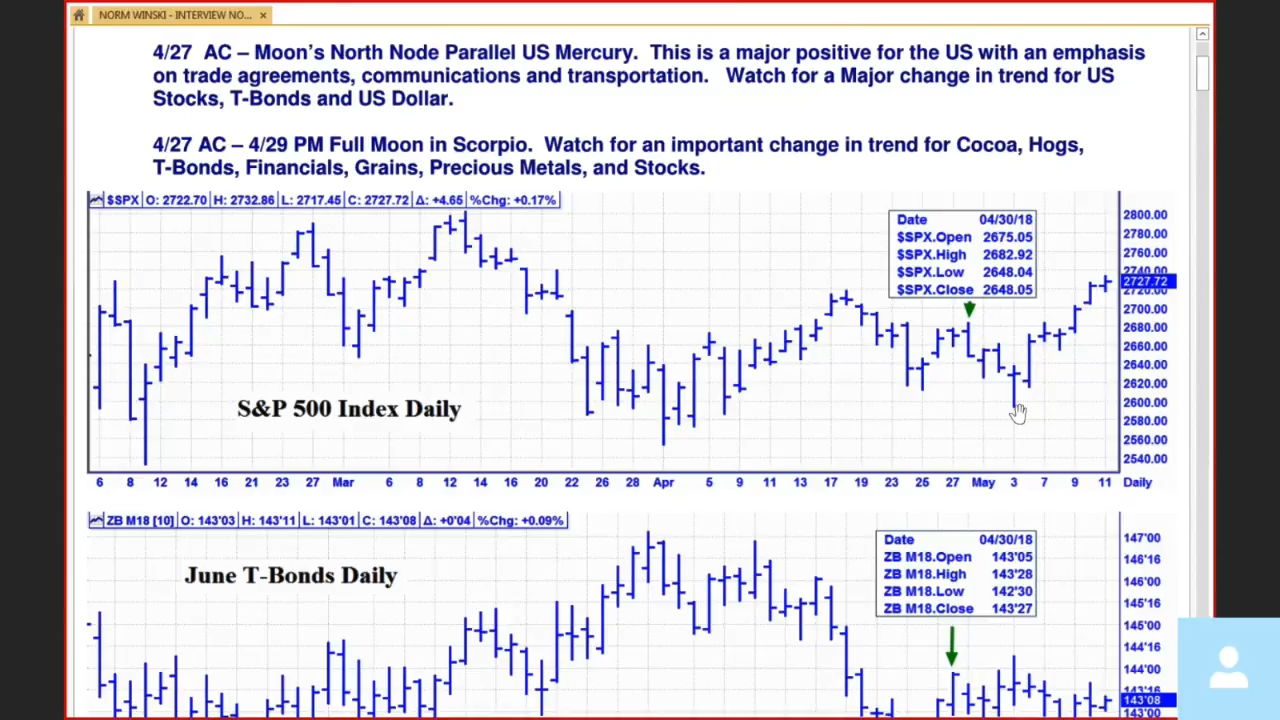 NORM WINSKI - INTERVIEW NO... ×
4/27 AC – Moon's North Node Parallel US Mercury. This is a major positive for the US with an emphasis
on trade agreements, communications and transportation. Watch for a Major change in trend for US
Stocks, T-Bonds and US Dollar.
4/27 AC – 4/29 PM Full Moon in Scorpio. Watch for an important change in trend for Cocoa, Hogs,
T-Bonds, Financials, Grains, Precious Metals, and Stocks.
$SPX O: 2722.70 H: 2732.86 L: 2717.45 C: 2727.72 Δ: +4.65 %Chg: +0.17%
Date 04/30/18
$SPX.Open 2675.05
$SPX.High 2682.92
$SPX.Low 2648.04
$SPX.Close 2648.05
2800.00
2780.00
2760.00
2740.00
2727.72
2720.00
2700.00
2680.00
2660.00
2640.00
2620.00
2600.00
2580.00
2560.00
2540.00
S&P 500 Index Daily
6 8 12 14 16 21 23 27 Mar 6 8 12 14 16 20 22 26 28 Apr 5 9 11 13 17 19 23 25 27 May 3 7 9 11 Daily
ZB M18 [10] O: 143'03 H: 143'11 L: 143'01 C: 143'08 Δ: +0'04 %Chg: +0.09%
June T-Bonds Daily
Date 04/30/18
ZB M18.Open 143'05
ZB M18.High 143'28
ZB M18.Low 142'30
ZB M18.Close 143'27
147'00
146'16
146'00
145'16
145'00
144'16
144'00
143'16
143'08
143'00